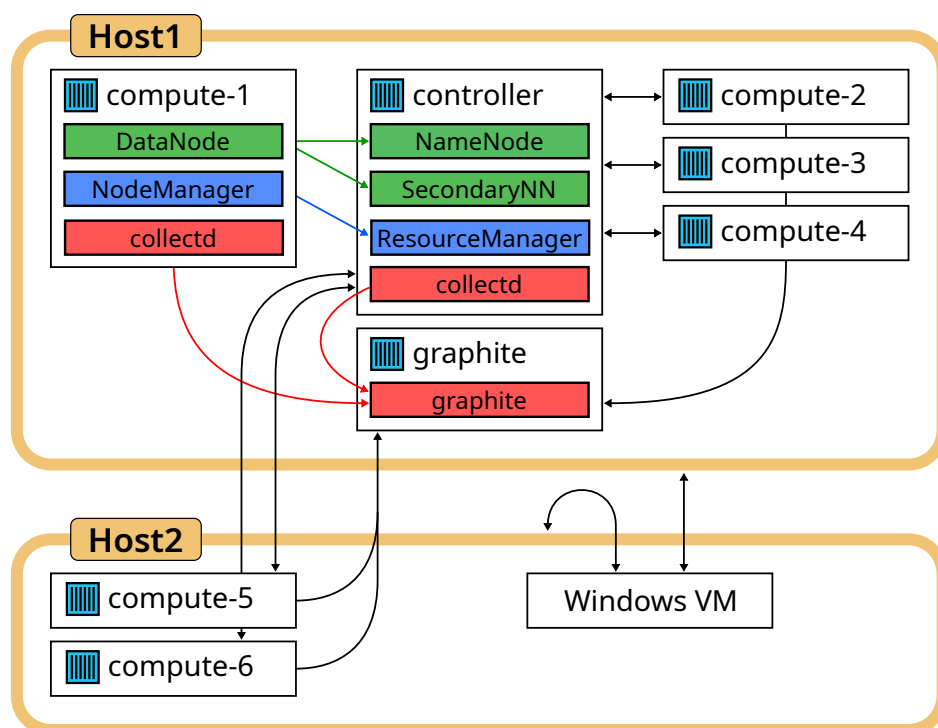 Host1
compute-1
DataNode
NodeManager
collectd
controller
NameNode
SecondaryNN
ResourceManager
collectd
graphite
graphite
compute-2
compute-3
compute-4
Host2
compute-5
compute-6
Windows VM